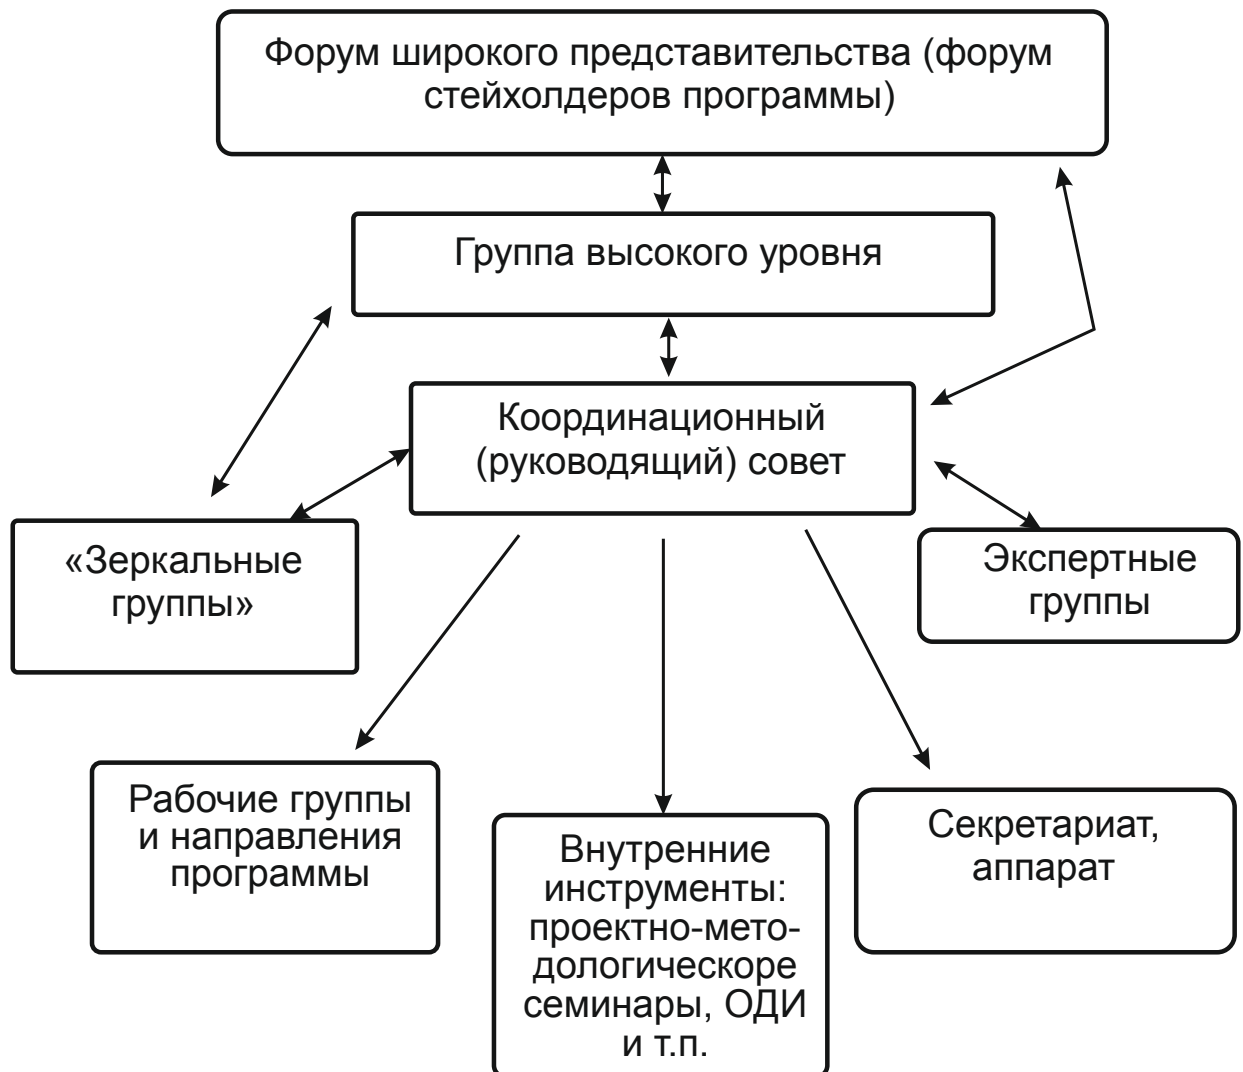 Форум широкого представительства (форум
стейхолдеров программы)
Группа высокого уровня
Координационный
(руководящий) совет
«Зеркальные
группы»
Экспертные
группы
Рабочие группы
и направления
программы
Внутренние
инструменты:
проектно-мето-
дологическоре
семинары, ОДИ
и т.п.
Секретариат,
аппарат